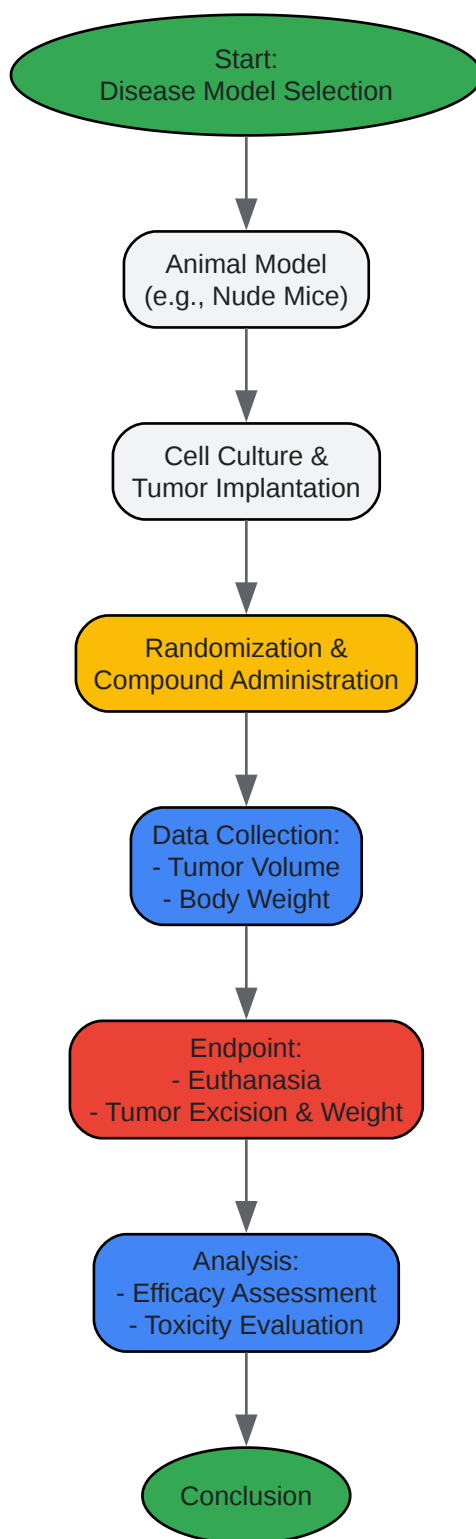 Start:
Disease Model Selection
Animal Model
(e.g., Nude Mice)
Cell Culture &
Tumor Implantation
Randomization &
Compound Administration
Data Collection:
- Tumor Volume
- Body Weight
Endpoint:
- Euthanasia
- Tumor Excision & Weight
Analysis:
- Efficacy Assessment
- Toxicity Evaluation
Conclusion